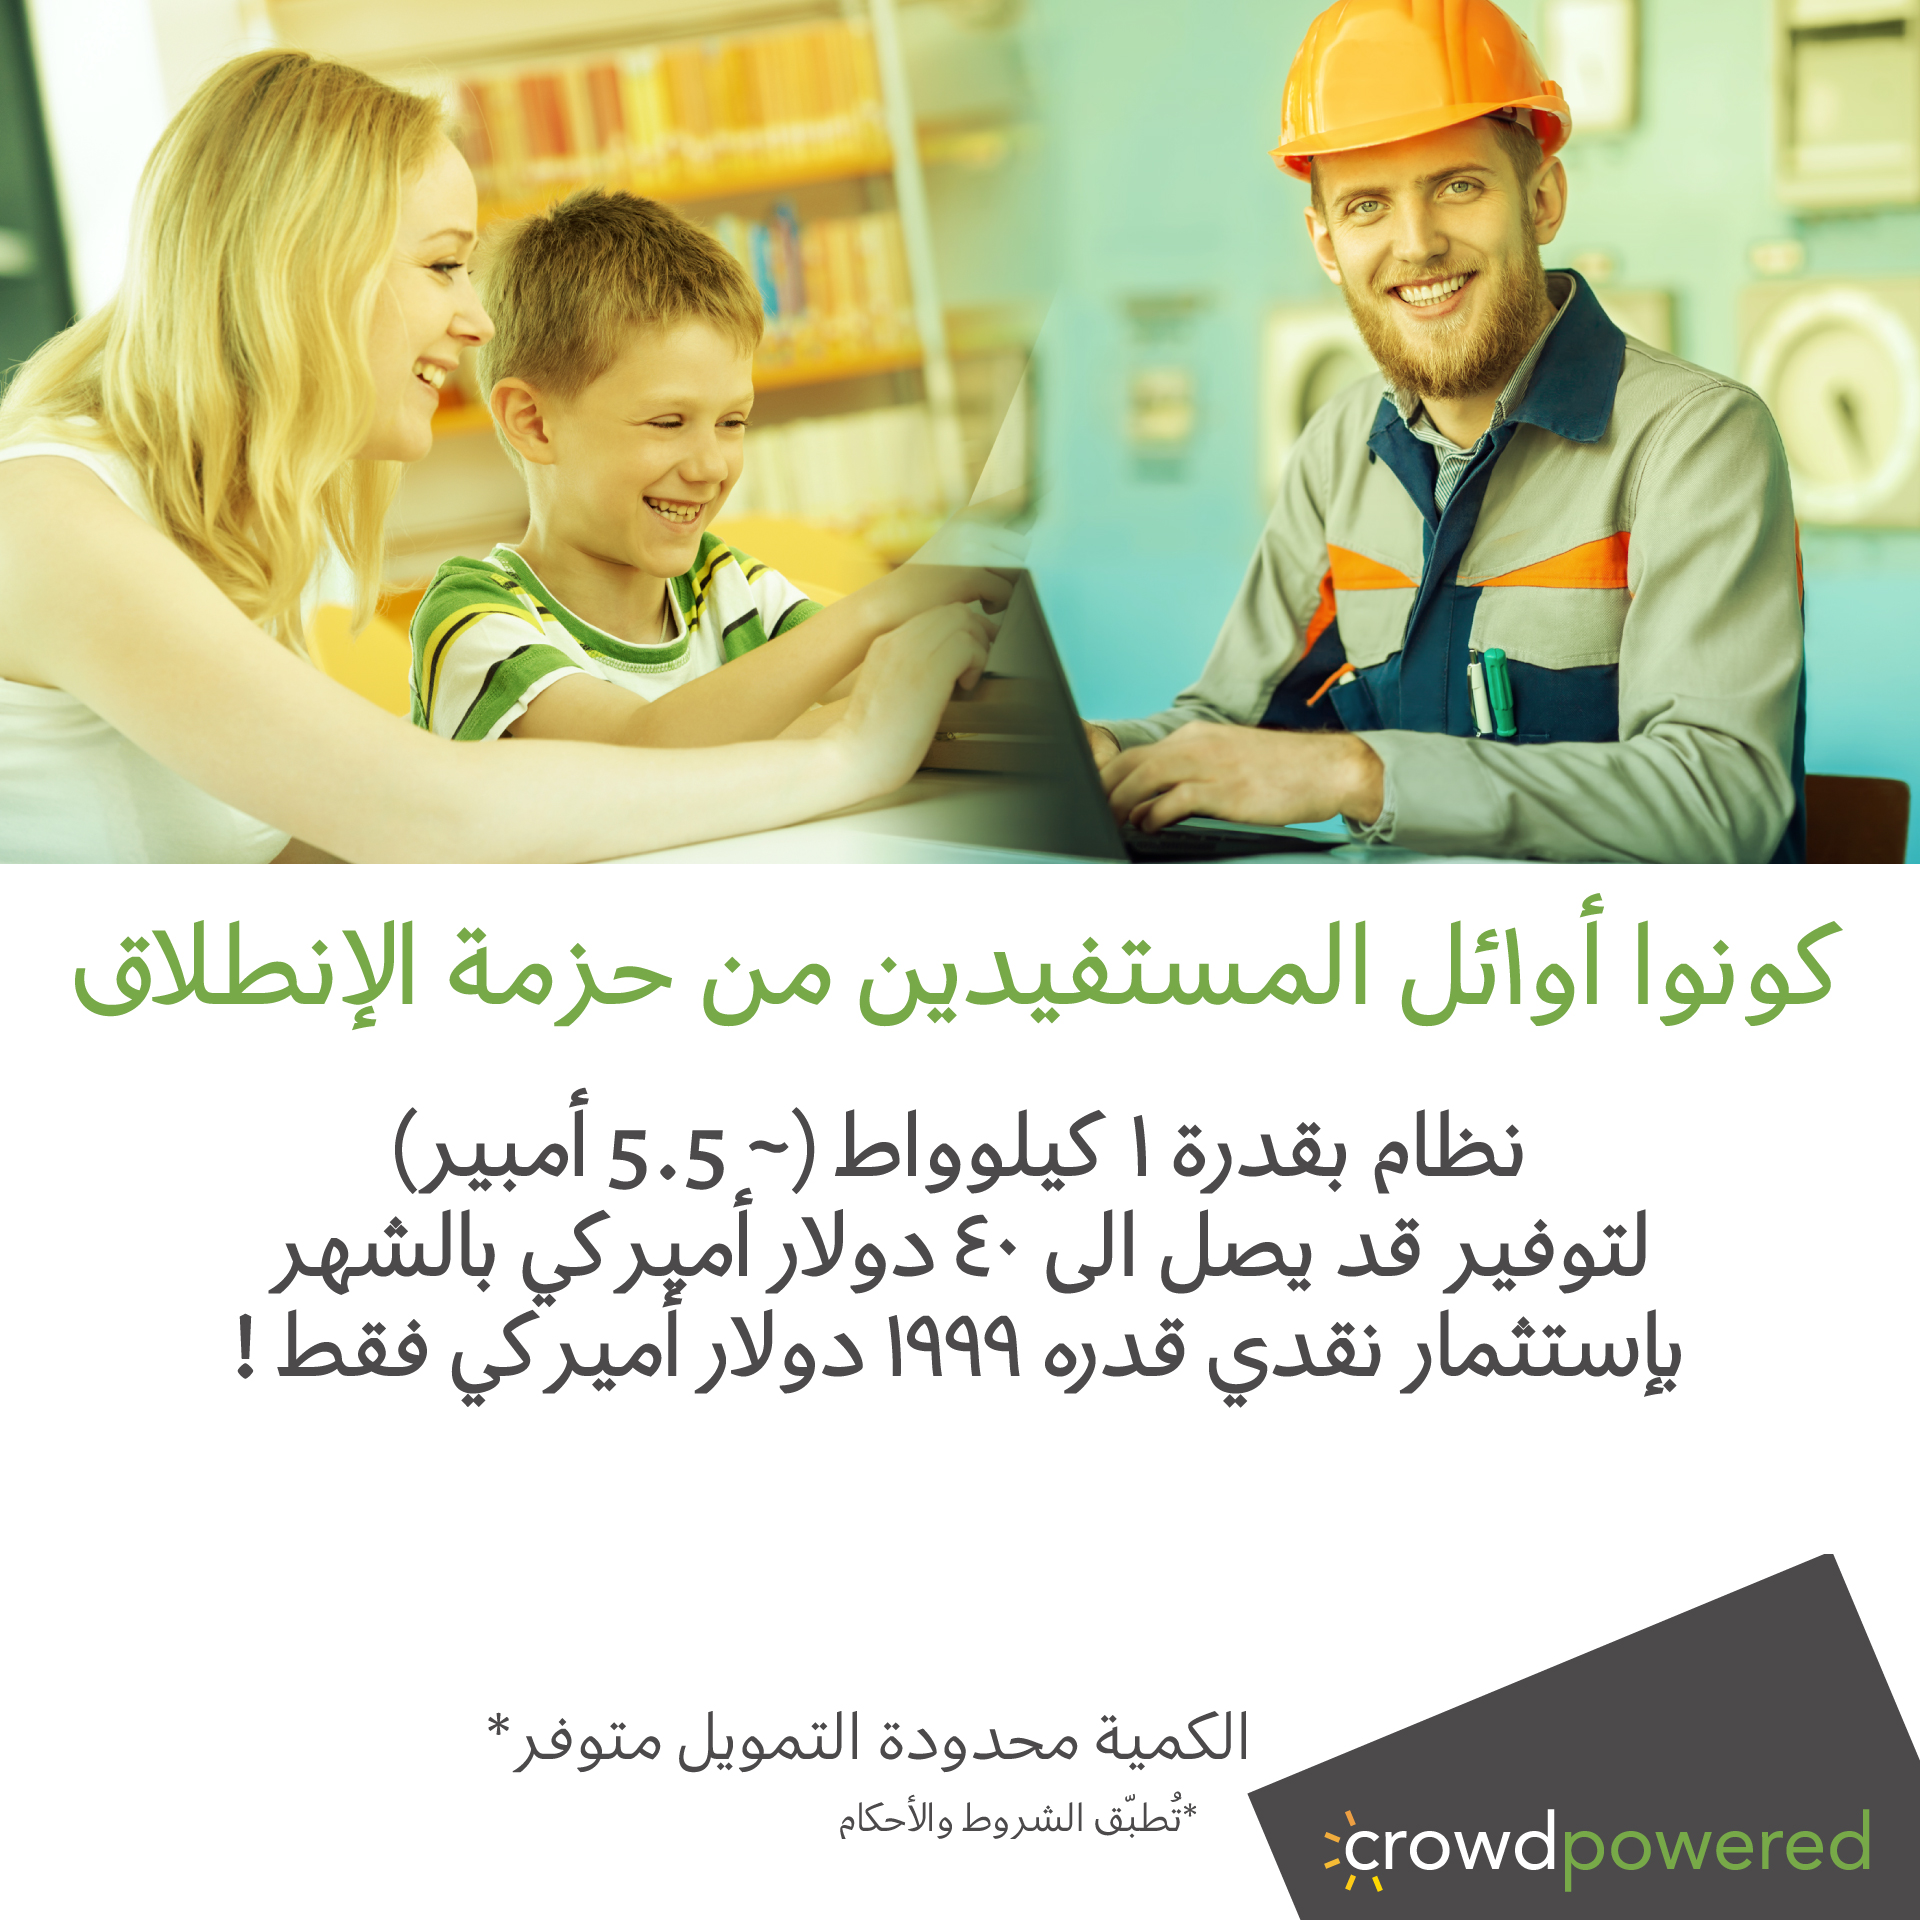 كونوا أوائل المستفيدين من حزمة الإنطلاق
نظام بقدرة ١ كيلوواط (~ 5.5 أمبير)
لتوفير قد يصل الى ٤٠ دولار أميركي بالشهر
بإستثمار نقدي قدره ١٩٩٩ دولار أميركي فقط !
الكمية محدودة التمويل متوفر*
*تُطبّق الشروط والأحكام
crowdpowered